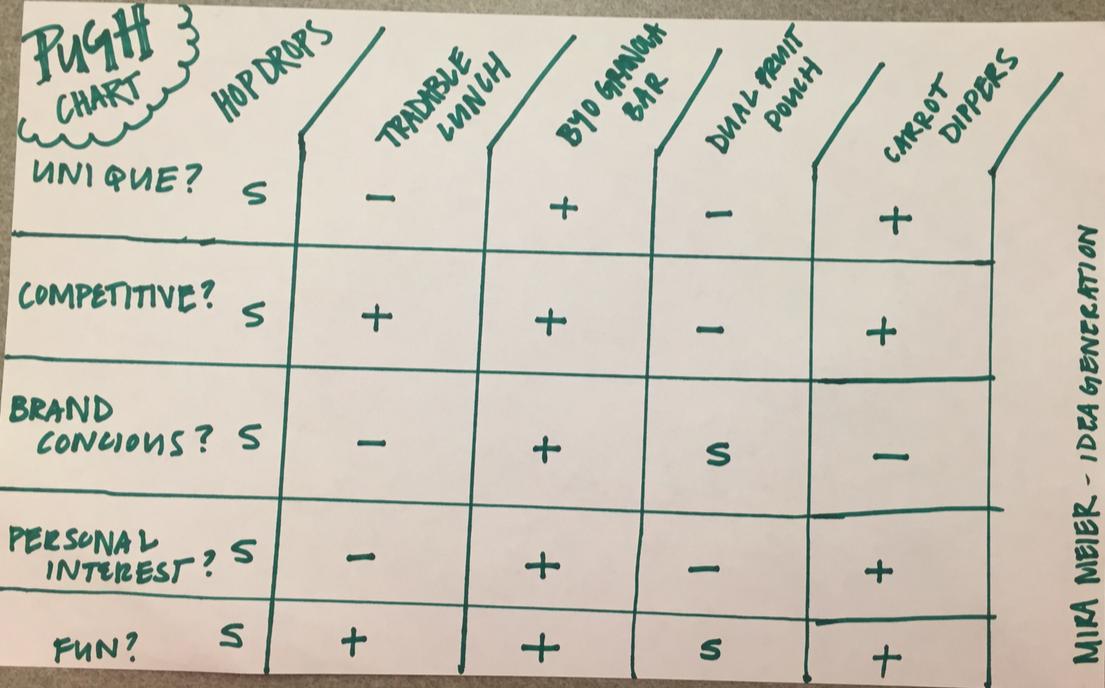 PUGH
CHART
HOP DROPS
TRADABLE
LUNCH
BYO GRANOLA
BAR
DUAL FRUIT
POUCH
CARROT
DIPPERS
UNIQUE? S - + - +
COMPETITIVE? S + + - +
BRAND
CONCIOUS? S - + S -
PERSONAL
INTEREST? S - + - +
FUN? S + + S +
MIRA MEIER - IDEA GENERATION